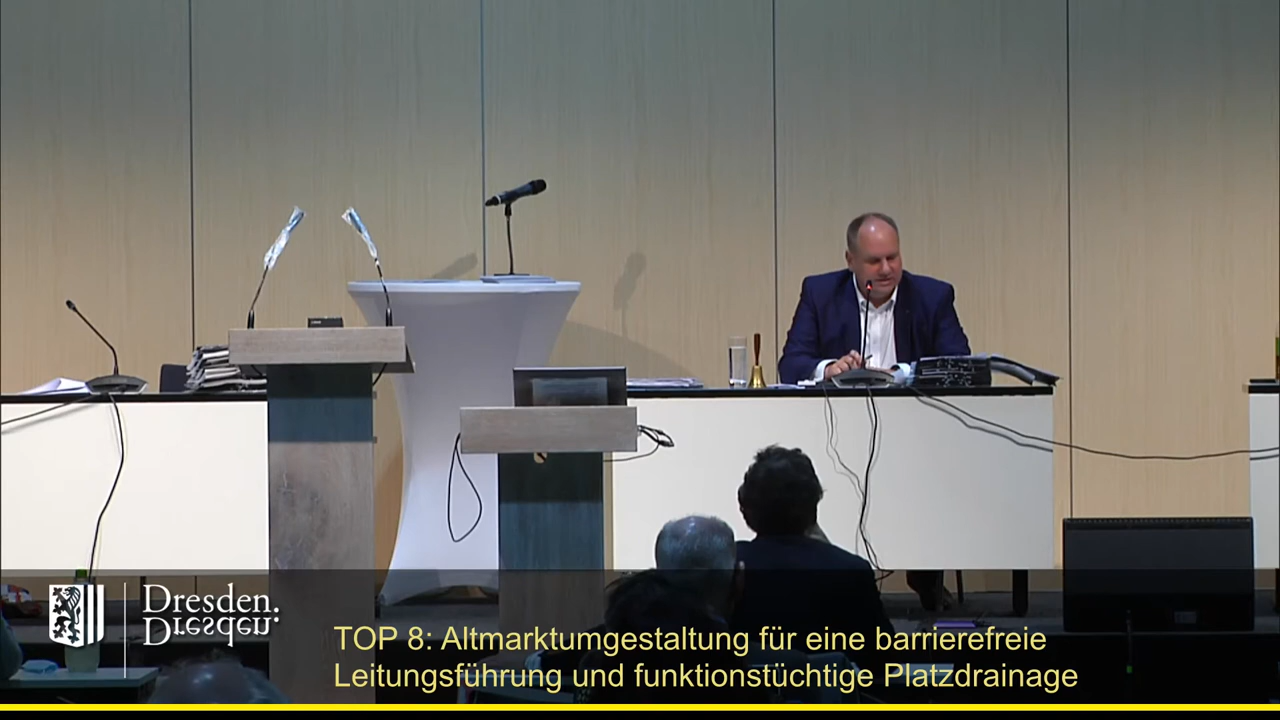 Dresden.
Dresden.
TOP 8: Altmarktumgestaltung für eine barrierefreie
Leitungsführung und funktionstüchtige Platzdrainage